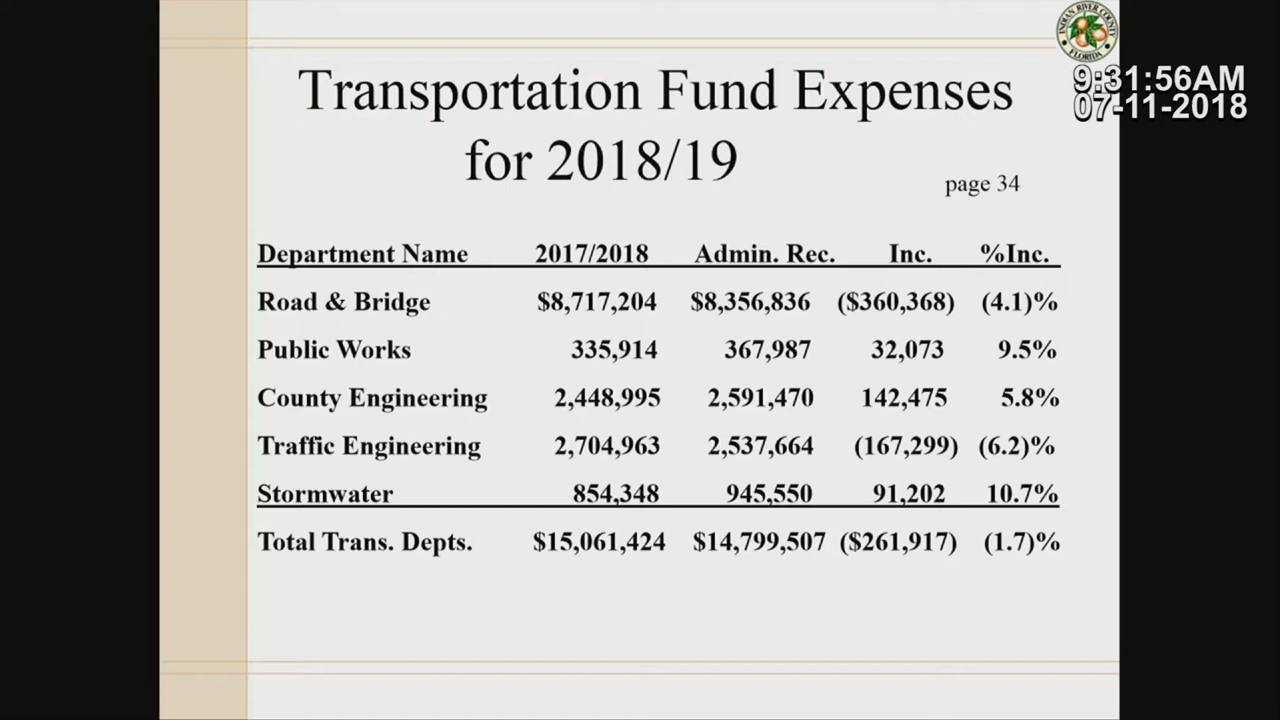 INDIAN RIVER COUNTY
FLORIDA
9:31:56AM
07-11-2018
Transportation Fund Expenses
for 2018/19
page 34
Department Name 2017/2018 Admin. Rec. Inc. %Inc.
Road & Bridge $8,717,204 $8,356,836 ($360,368) (4.1)%
Public Works 335,914 367,987 32,073 9.5%
County Engineering 2,448,995 2,591,470 142,475 5.8%
Traffic Engineering 2,704,963 2,537,664 (167,299) (6.2)%
Stormwater 854,348 945,550 91,202 10.7%
Total Trans. Depts. $15,061,424 $14,799,507 ($261,917) (1.7)%